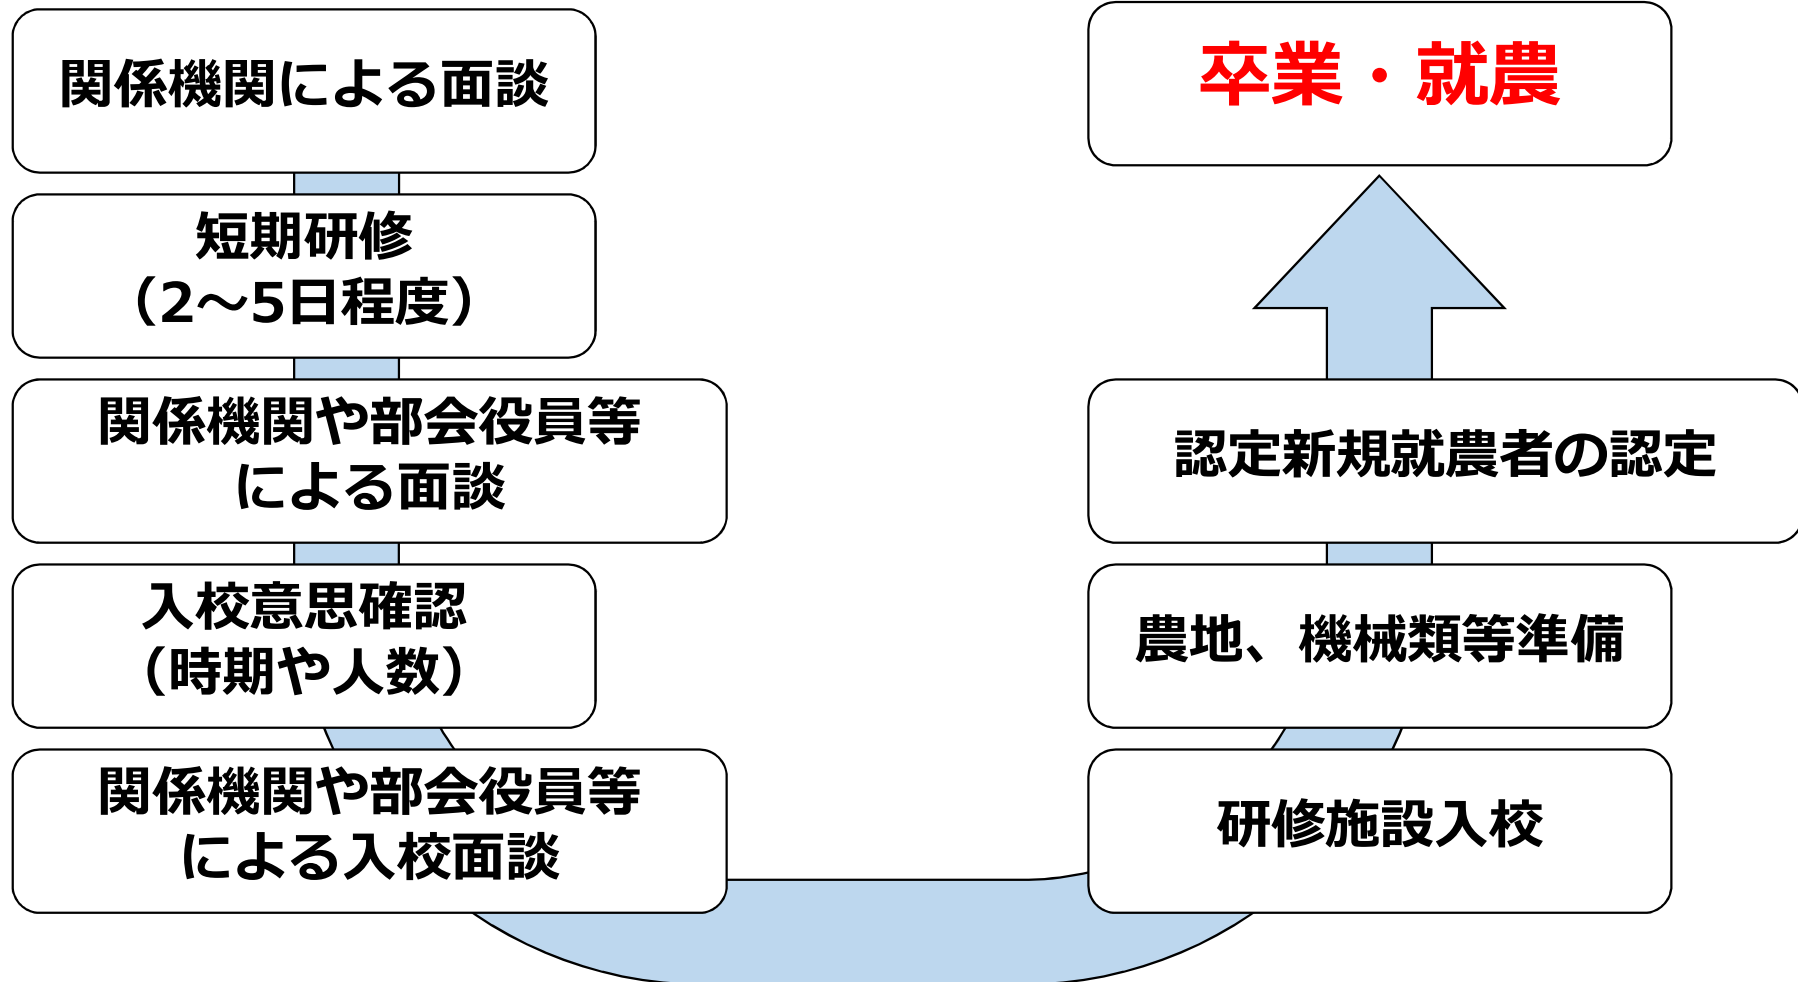 関係機関による面談
短期研修
（2～5日程度）
関係機関や部会役員等
による面談
入校意思確認
（時期や人数）
関係機関や部会役員等
による入校面談
研修施設入校
農地、機械類等準備
認定新規就農者の認定
卒業・就農